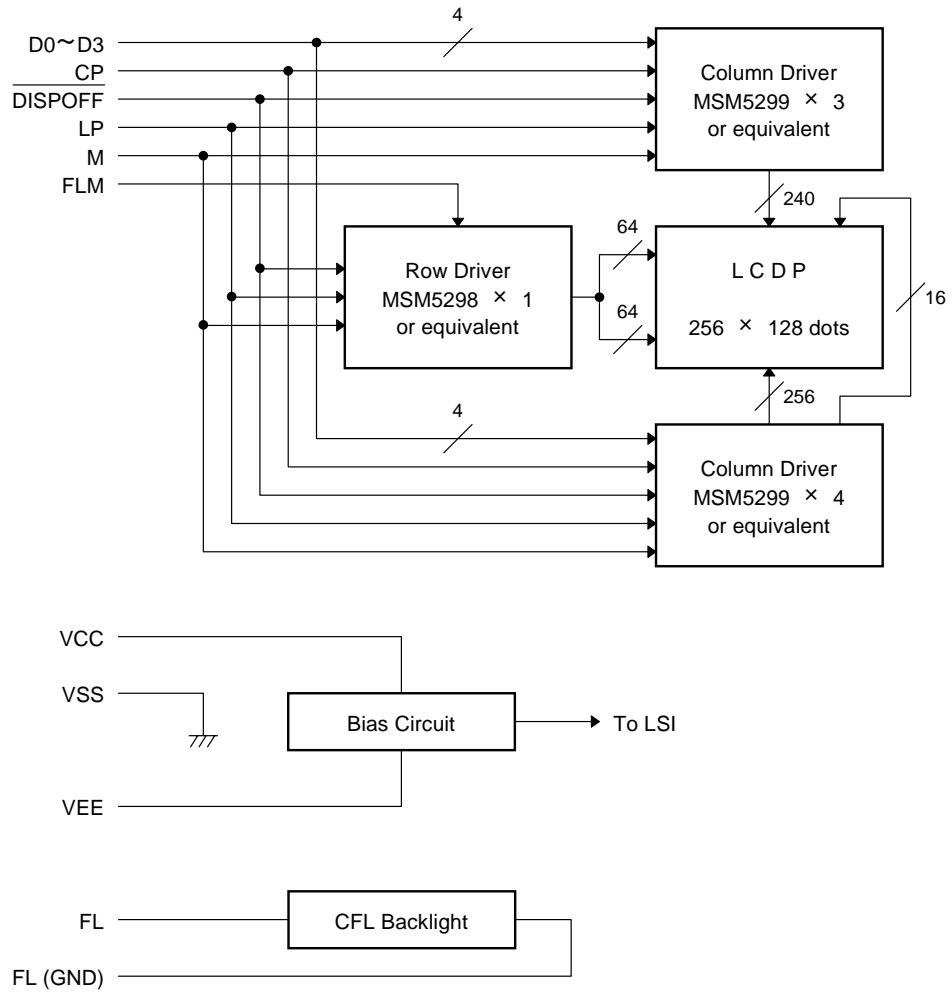 4
D0~D3
CP
DISPOFF
LP
M
FLM
Column Driver
MSM5299 × 3
or equivalent
240
64
64
Row Driver
MSM5298 × 1
or equivalent
L C D P
256 × 128 dots
16
256
4
Column Driver
MSM5299 × 4
or equivalent
VCC
VSS
Bias Circuit
To LSI
VEE
FL
CFL Backlight
FL (GND)